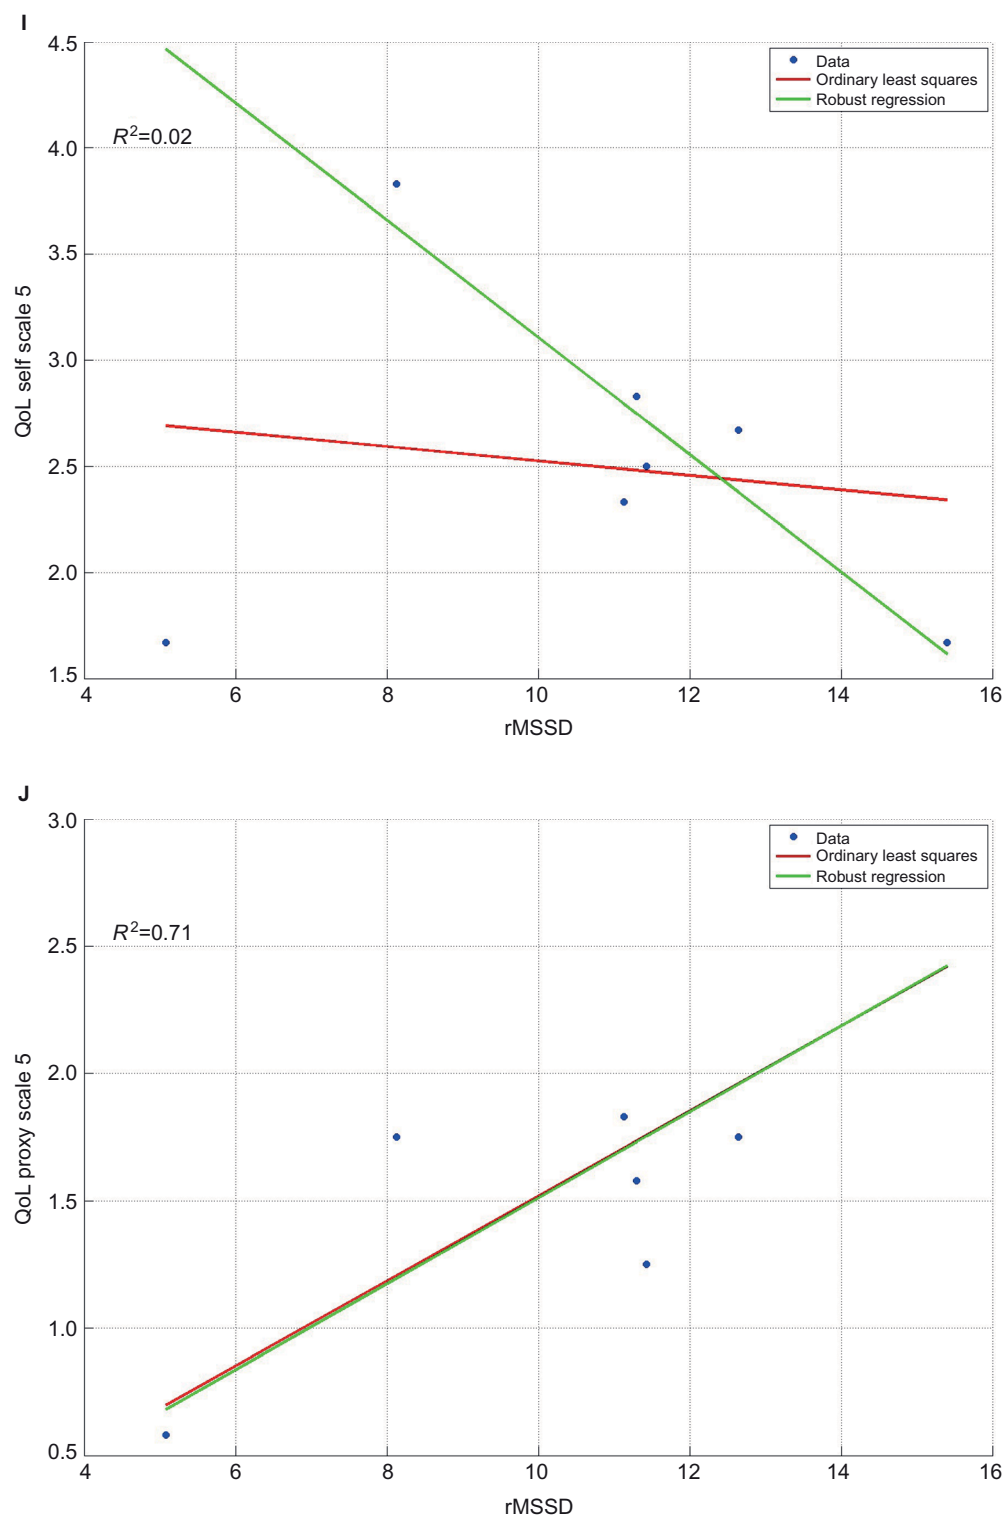 I
4.5
4.0
3.5
3.0
2.5
2.0
1.5
QoL self scale 5
R²=0.02
Data
Ordinary least squares
Robust regression
4 6 8 10 12 14 16
rMSSD
J
3.0
2.5
2.0
1.5
1.0
0.5
QoL proxy scale 5
R²=0.71
Data
Ordinary least squares
Robust regression
4 6 8 10 12 14 16
rMSSD